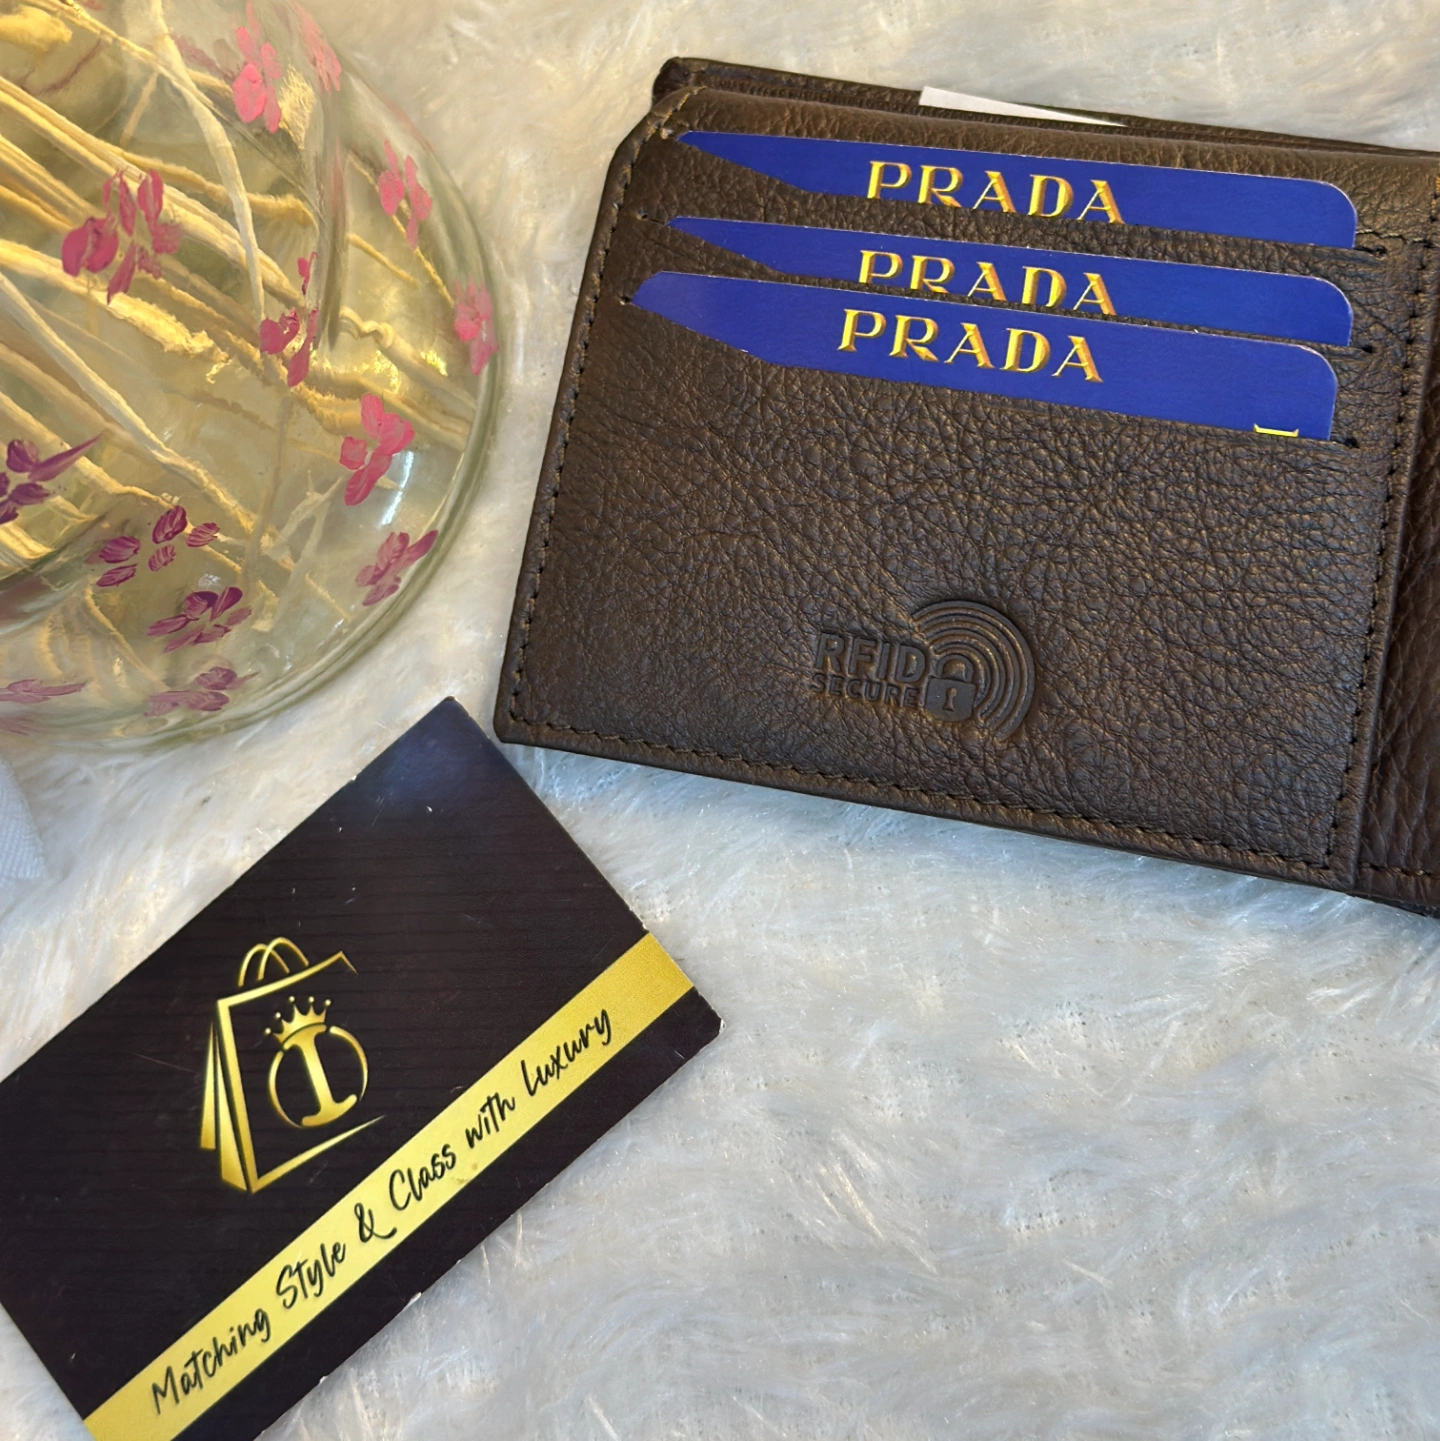 PRADA
PRADA
PRADA
RFID
SECURE
I
Matching Style & Class with Luxury